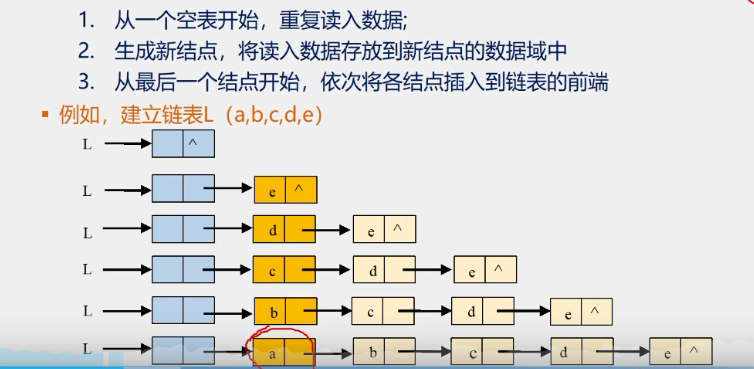 1. 从一个空表开始，重复读入数据;
2. 生成新结点，将读入数据存放到新结点的数据域中
3. 从最后一个结点开始，依次将各结点插入到链表的前端
▪ 例如，建立链表L（a,b,c,d,e）
L ^
L e ^
L d e ^
L c d e ^
L b c d e ^
L a b c d e ^